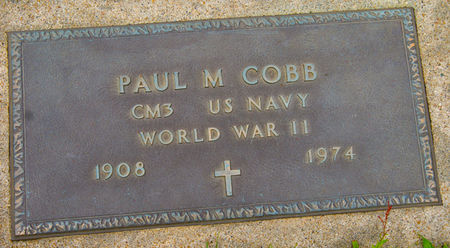 PAUL M COBB
CM3 US NAVY
WORLD WAR II
1908 1974